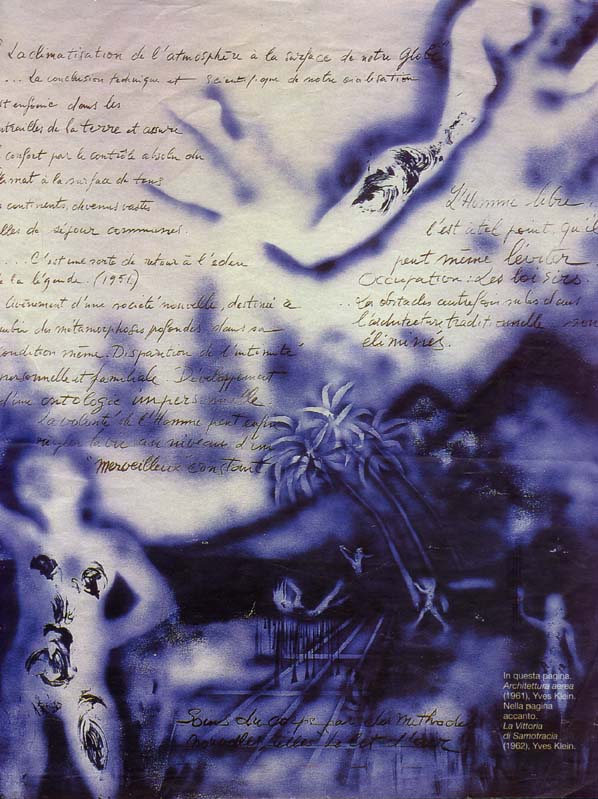 La climatisation de l'atmosphère à la surface de notre Globe
... La conclusion technique et scientifique de notre civilisation
est enfouie dans les
entrailles de la terre et assure
confort par le contrôle absolu du
climat à la surface de tous
continents, devenus vastes
salles de séjour communes.
... C'est une sorte de retour à l'éden
de la légende. (1951)
Avènement d'une société nouvelle, destinée à
des métamorphoses profondes dans sa
condition même. Disparition de l'intimité
personnelle et familiale. Développement
d'une ontologie impersonnelle
la volonté de l'Homme peut enfin
régler la vie au niveau d'un
"merveilleux constant
L'Homme libre
l'est à tel point, qu'il
peut même léviter
Occupation: Les loisirs.
Les obstacles autrefois subis dans
l'architecture traditionnelle sont
éliminés.
Soins du corps par des méthodes
nouvelles, telles le lit d'air
In questa pagina.
Architettura aerea
(1961), Yves Klein.
Nella pagina
accanto.
La Vittoria
di Samotracia
(1962), Yves Klein.